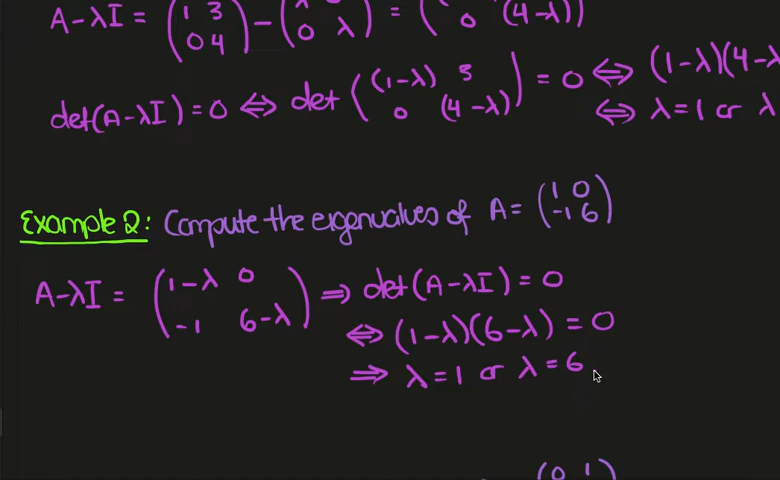 A-λI = (1 3 0 4) - (0 λ) = (0 (4-λ))
det(A-λI)=0 ⇔ det ((1-λ) 3 0 (4-λ)) = 0 ⇔ (1-λ)(4-λ
⇔ λ=1 or λ
Example 2: Compute the eigenvalues of A= (1 0 -1 6)
A-λI = (1-λ 0 -1 6-λ) ⇒ det(A-λI) = 0
⇔ (1-λ)(6-λ) = 0
⇒ λ=1 or λ=6
(0 1)